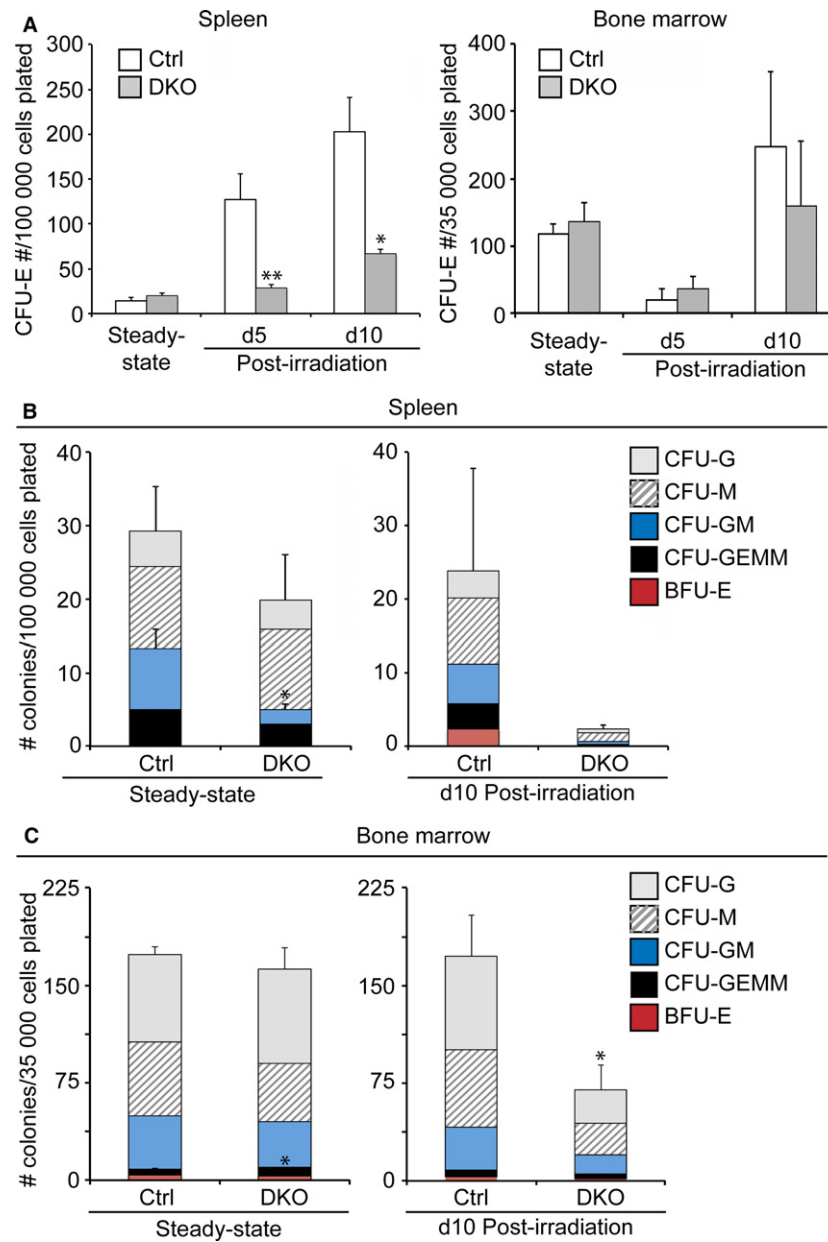 A
Spleen
CFU-E #/100 000 cells plated
300
250
200
150
100
50
0
Ctrl
DKO
**
*
Steady-state
d5
d10
Post-irradiation
Bone marrow
CFU-E #/35 000 cells plated
400
300
200
100
0
Ctrl
DKO
Steady-state
d5
d10
Post-irradiation
B
Spleen
# colonies/100 000 cells plated
40
30
20
10
0
*
Ctrl
DKO
Steady-state
40
30
20
10
0
Ctrl
DKO
d10 Post-irradiation
CFU-G
CFU-M
CFU-GM
CFU-GEMM
BFU-E
C
Bone marrow
# colonies/35 000 cells plated
225
150
75
0
*
Ctrl
DKO
Steady-state
225
150
75
0
*
Ctrl
DKO
d10 Post-irradiation
CFU-G
CFU-M
CFU-GM
CFU-GEMM
BFU-E